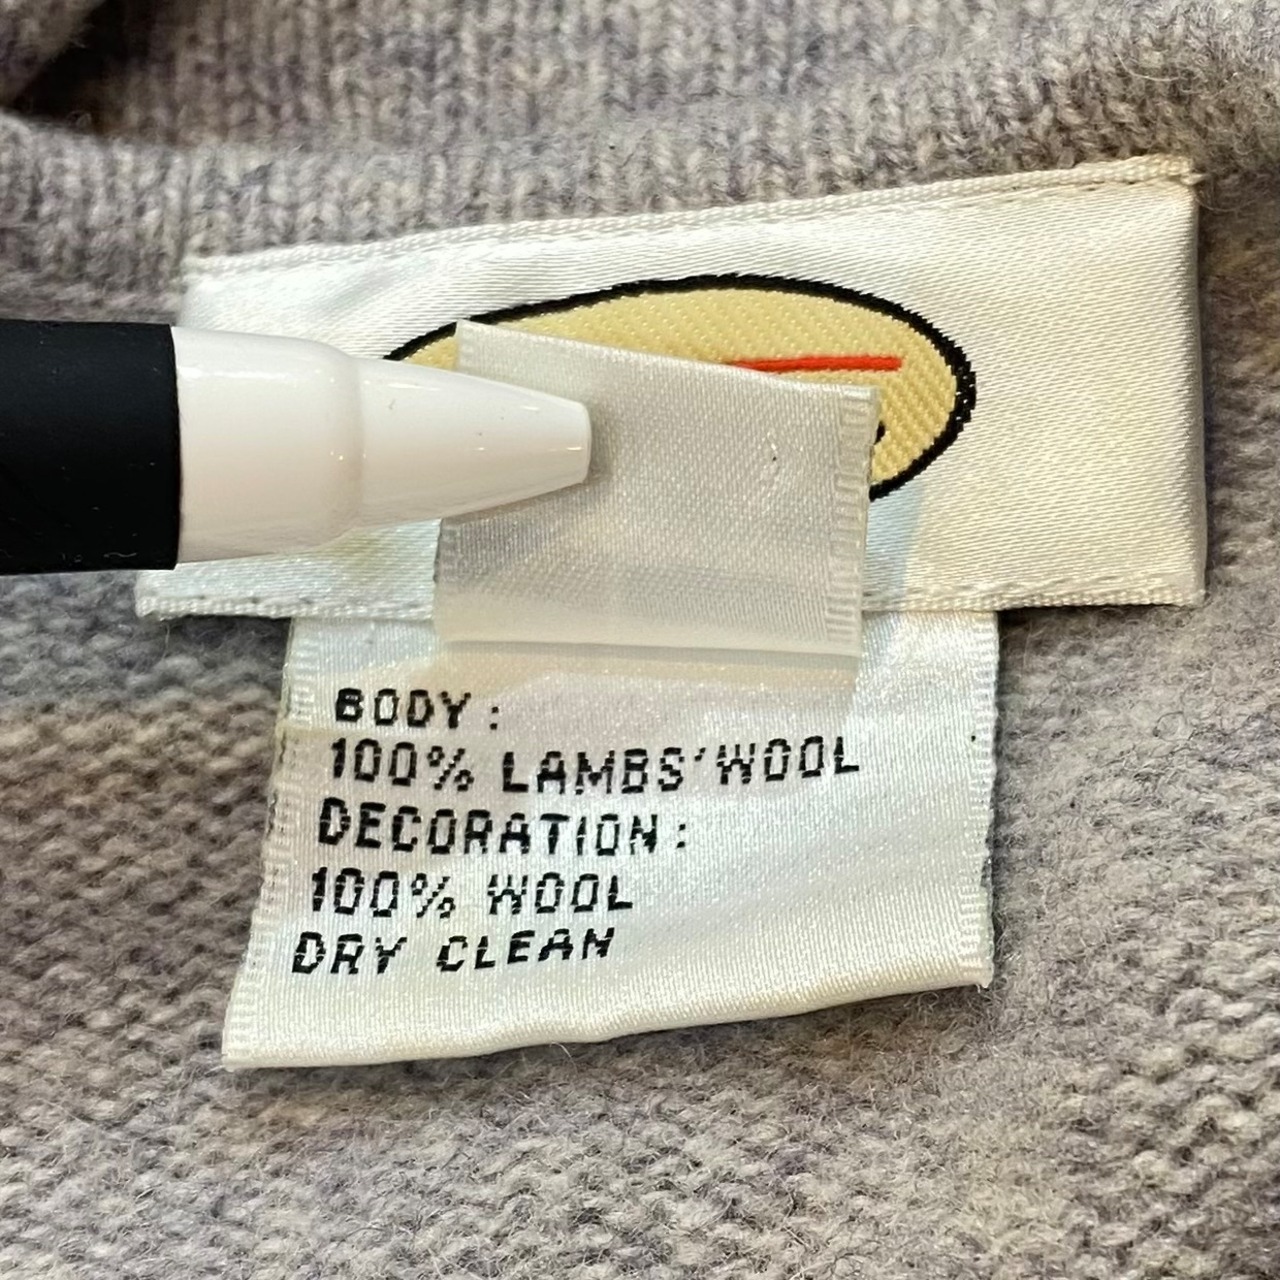 BODY:
100% LAMBS'WOOL
DECORATION:
100% WOOL
DRY CLEAN